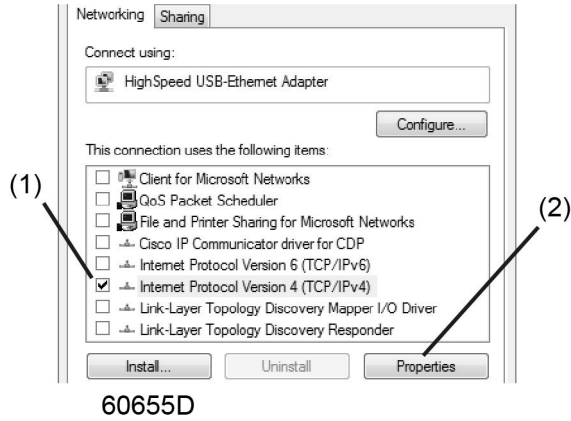 Networking Sharing
Connect using:
HighSpeed USB-Ethernet Adapter
Configure...
This connection uses the following items:
(1)
Client for Microsoft Networks
QoS Packet Scheduler
(2)
File and Printer Sharing for Microsoft Networks
Cisco IP Communicator driver for CDP
Internet Protocol Version 6 (TCP/IPv6)
Internet Protocol Version 4 (TCP/IPv4)
Link-Layer Topology Discovery Mapper I/O Driver
Link-Layer Topology Discovery Responder
Install... Uninstall Properties
60655D